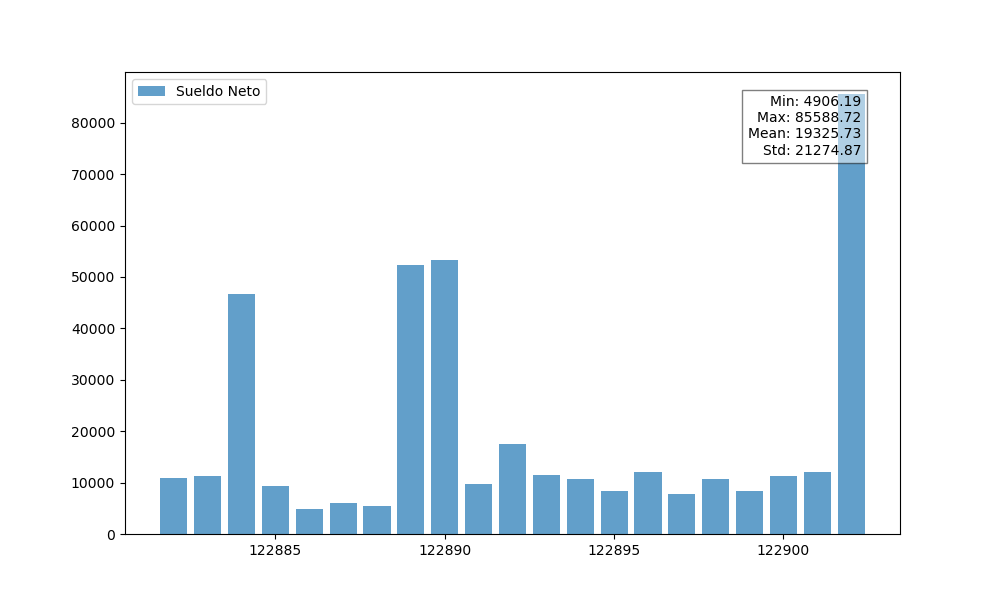 Sueldo Neto
Min: 4906.19
Max: 85588.72
Mean: 19325.73
Std: 21274.87
80000
70000
60000
50000
40000
30000
20000
10000
0
122885 122890 122895 122900